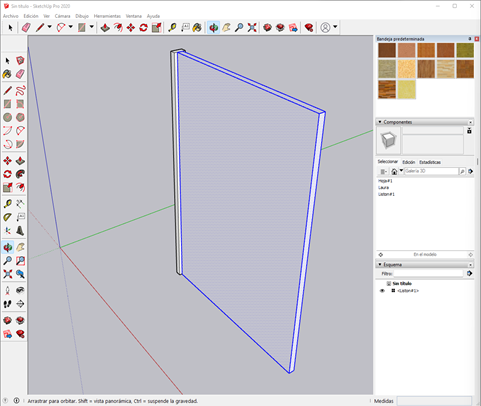 Sin título - SketchUp Pro 2020
Archivo Edición Ver Cámara Dibujo Herramientas Ventana Ayuda
Bandeja predeterminada
Componentes
Seleccionar Edición Estadísticas
Galería 3D
Hoja#1
Laura
Liston#1
En el modelo
Esquema
Filtro:
Sin título
<Liston#1>
Arrastrar para orbitar. Shift = vista panorámica, Ctrl = suspende la gravedad.
Medidas